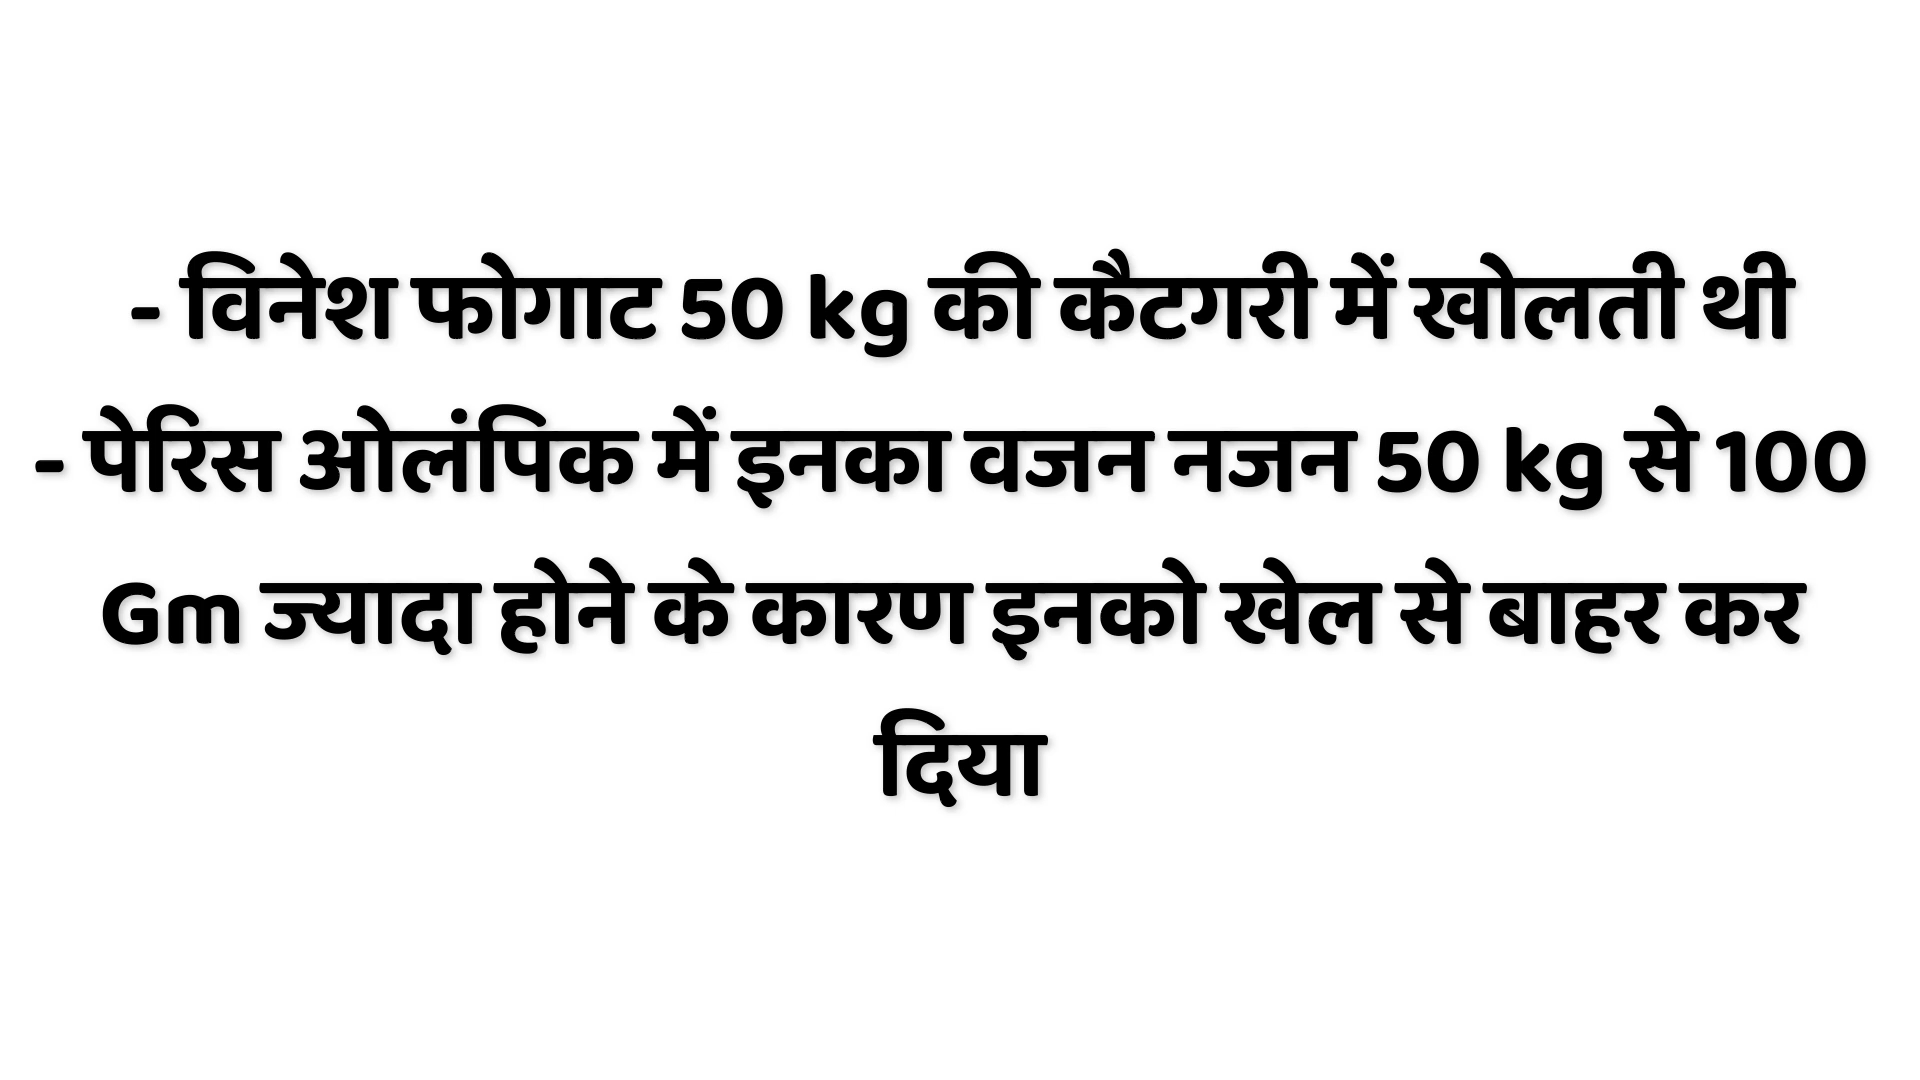 - विनेश फोगाट 50 kg की कैटगरी में खोलती थी
- पेरिस ओलंपिक में इनका वजन नजन 50 kg से 100
Gm ज्यादा होने के कारण इनको खेल से बाहर कर
दिया